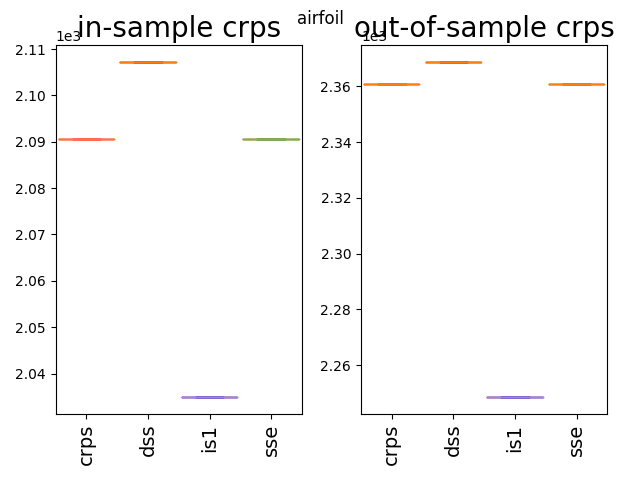 airfoil
in-sample crps
1e3
2.11
2.10
2.09
2.08
2.07
2.06
2.05
2.04
crps
dss
is1
sse
out-of-sample crps
1e3
2.36
2.34
2.32
2.30
2.28
2.26
crps
dss
is1
sse